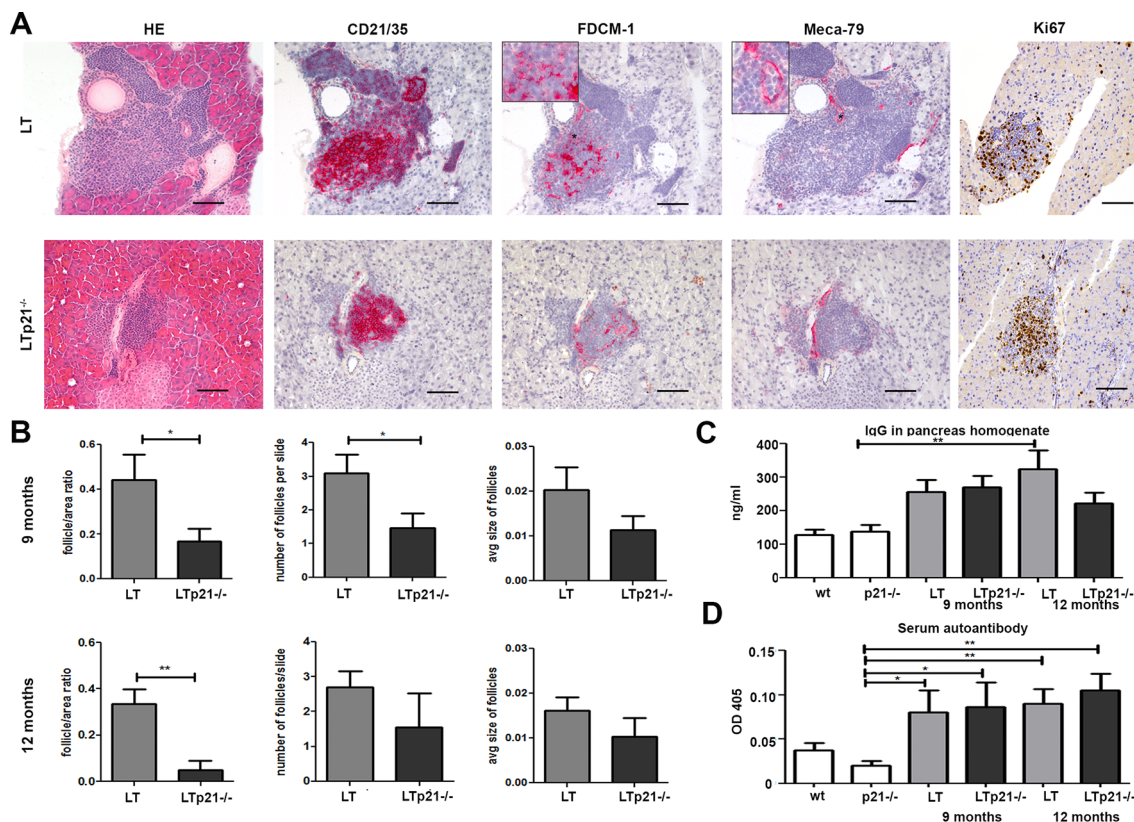 A
HE
CD21/35
FDCM-1
Meca-79
Ki67
LT
*
*
LTp21-/-
B
9 months
follicle/area ratio
0.6
0.4
0.2
0.0
*
LT
LTp21-/-
number of follicles per slide
5
4
3
2
1
0
*
LT
LTp21-/-
avg size of follicles
0.03
0.02
0.01
0.00
LT
LTp21-/-
12 months
follicle/area ratio
0.6
0.4
0.2
0.0
**
LT
LTp21-/-
number of follicles/slide
4
3
2
1
0
LT
LTp21-/-
avg size of follicles
0.03
0.02
0.01
0.00
LT
LTp21-/-
C
IgG in pancreas homogenate
**
ng/ml
400
300
200
100
0
wt
p21-/-
LT
LTp21-/-
LT
LTp21-/-
9 months
12 months
D
Serum autoantibody
**
**
*
*
OD 405
0.15
0.10
0.05
0
wt
p21-/-
LT
LTp21-/-
LT
LTp21-/-
9 months
12 months